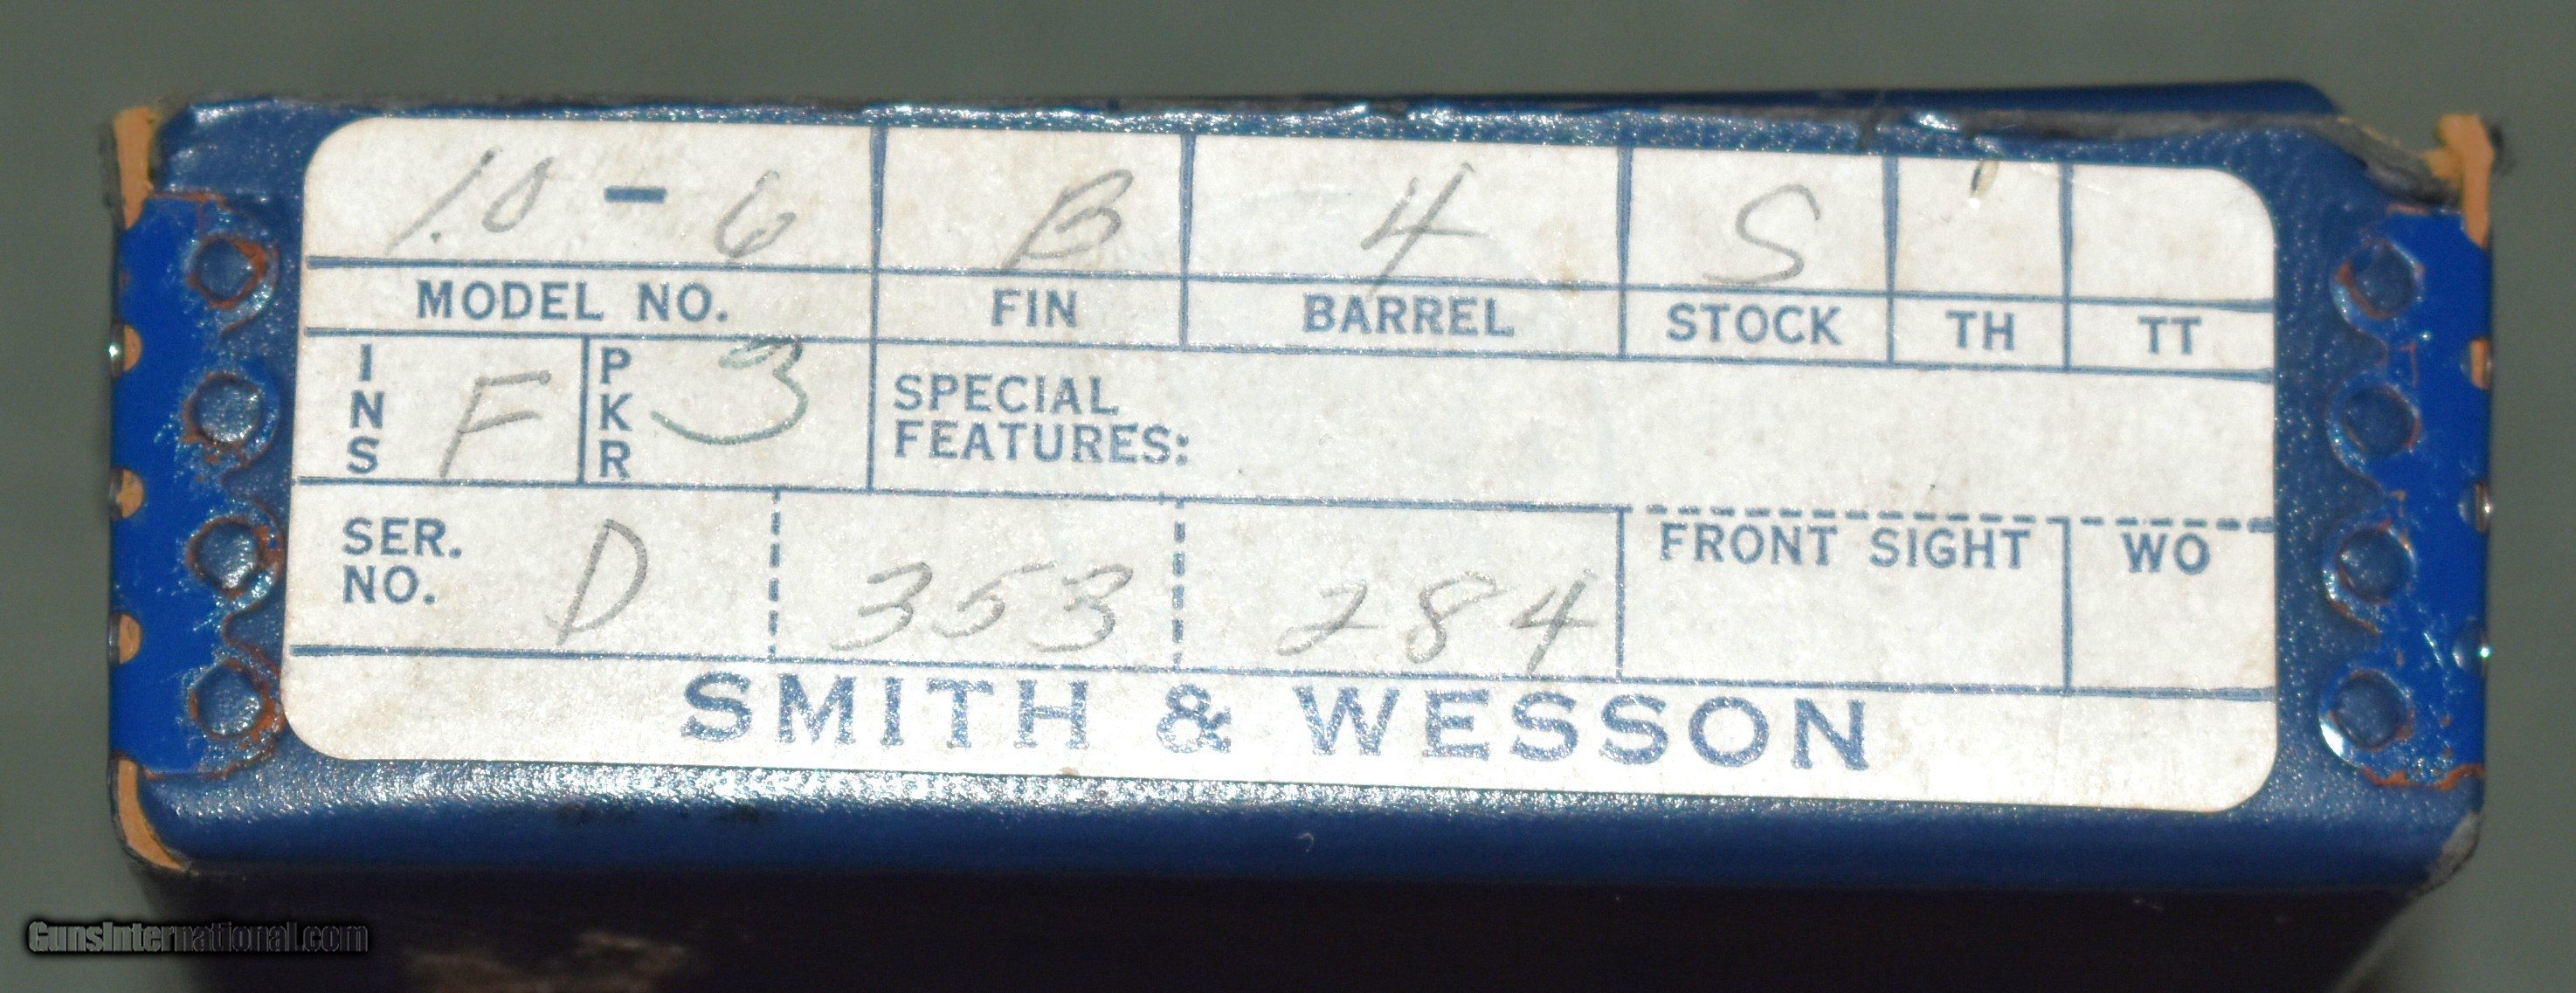 10 - 6 B 4 S
MODEL NO. FIN BARREL STOCK TH TT
INS F PKR 3 SPECIAL
FEATURES:
SER.
NO. D 353 284 FRONT SIGHT WO
SMITH & WESSON
GunsInternational.com